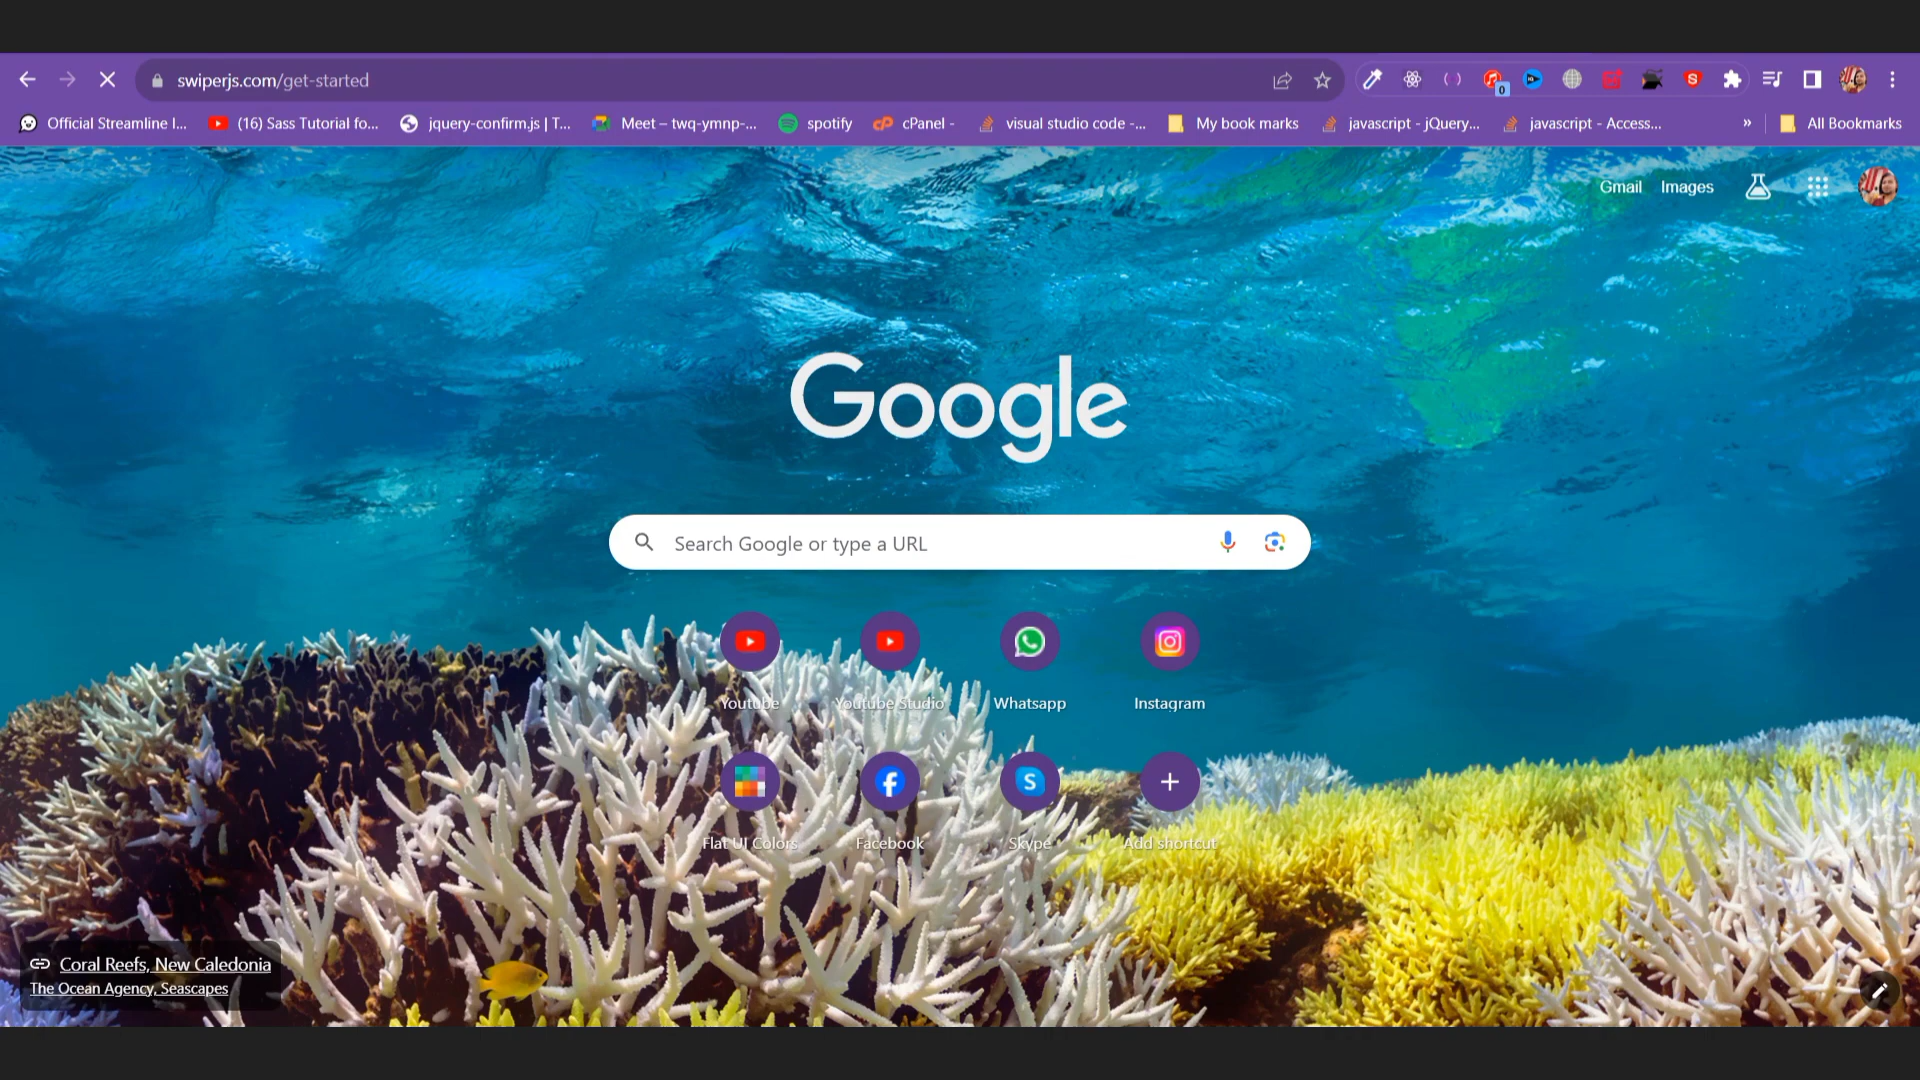 swiperjs.com/get-started
0
Official Streamline I...
(16) Sass Tutorial fo...
jquery-confirm.js | T...
Meet – twq-ymnp-...
spotify
cPanel -
visual studio code -...
My book marks
javascript - jQuery...
javascript - Access...
»
All Bookmarks
Gmail
Images
Google
Search Google or type a URL
Youtube
Youtube Studio
Whatsapp
Instagram
Flat UI Colors
Facebook
Skype
Add shortcut
Coral Reefs, New Caledonia
The Ocean Agency, Seascapes